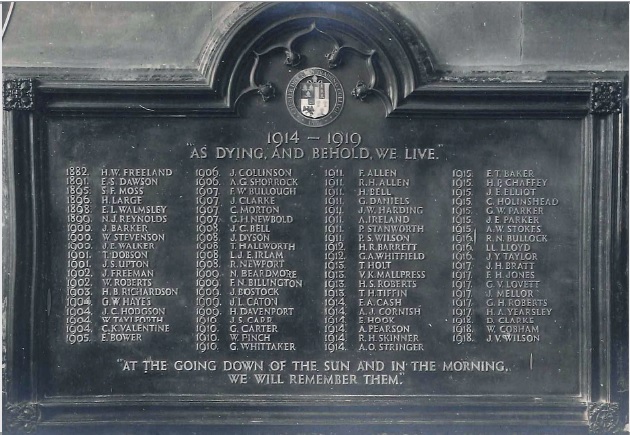 1914 — 1919
"AS DYING, AND BEHOLD, WE LIVE."
1882. H.W. FREELAND
1891. E.S. DAWSON
1895. S.F. MOSS
1896. H. LARGE
1898. E.L. WALMSLEY
1899. N.J. REYNOLDS
1900. J. BARKER
1900. W. STEVENSON
1900. J.E. WALKER
1901. T. DOBSON
1901. J.S. UPTON
1902. J. FREEMAN
1902. W. ROBERTS
1903. H.B. RICHARDSON
1904. G.W. HAYES
1904. J.C. HODGSON
1904. W. TAYLFORTH
1904. C.K. VALENTINE
1905. E. BOWER
1906. J. COLLINSON
1906. A.G. SHORROCK
1907. F.W. BULLOUGH
1907. J. CLARKE
1907. C. MORTON
1907. G.H. NEWBOLD
1908. J.C. BELL
1908. J. DYSON
1908. T. HALLWORTH
1908. L.J.E. IRLAM
1908. R. NEWPORT
1909. N. BEARDMORE
1909. F.N. BILLINGTON
1909. J. BOSTOCK
1909. J.L. CATON
1909. H. DAVENPORT
1910. J.S. CARR
1910. G. CARTER
1910. W. PINCH
1910. G. WHITTAKER
1911. F. ALLEN
1911. R.H. ALLEN
1911. H. BELL
1911. G. DANIELS
1911. J.W. HARDING
1911. A. IRELAND
1911. P. STANWORTH
1911. P.S. WILSON
1912. H.R. BARRETT
1912. G.A. WHITFIELD
1913. T. HOLT
1913. V.K. MALLPRESS
1913. H.S. ROBERTS
1913. T.H. TIFFIN
1914. E.A. CASH
1914. A.J. CORNISH
1914. E. HOOK
1914. A. PEARSON
1914. R.H. SKINNER
1914. A.O. STRINGER
1915. E.T. BAKER
1915. H.P. CHAFFEY
1915. J.E. ELLIOT
1915. C. HOLINSHEAD
1915. G.W. PARKER
1915. J.E. PARKER
1915. A.W. STOKES
1916. R.N. BULLOCK
1916. LL. LLOYD
1916. J.Y. TAYLOR
1917. J.H. BRATT
1917. E.H. JONES
1917. G.V. LOVETT
1917. J. MELLOR
1917. G.H. ROBERTS
1917. H.A. YEARSLEY
1918. D. CLARKE
1918. W. COBHAM
1918. J.V. WILSON
"AT THE GOING DOWN OF THE SUN AND IN THE MORNING,
WE WILL REMEMBER THEM."